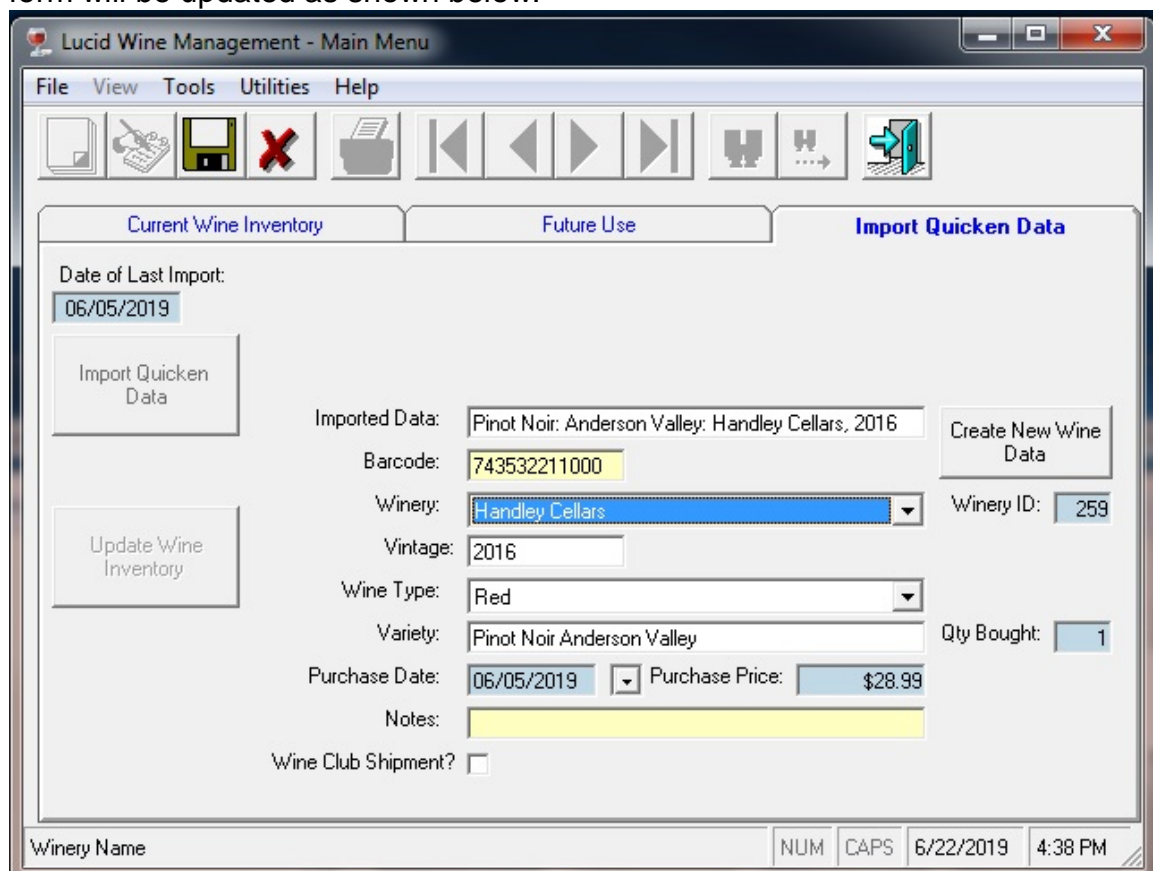 form will be updated as shown below.
Lucid Wine Management - Main Menu
File View Tools Utilities Help
Current Wine Inventory Future Use Import Quicken Data
Date of Last Import:
06/05/2019
Import Quicken
Data
Imported Data: Pinot Noir: Anderson Valley: Handley Cellars, 2016
Create New Wine
Data
Barcode: 743532211000
Winery: Handley Cellars Winery ID: 259
Update Wine
Inventory
Vintage: 2016
Wine Type: Red
Variety: Pinot Noir Anderson Valley Qty Bought: 1
Purchase Date: 06/05/2019 Purchase Price: $28.99
Notes:
Wine Club Shipment?
Winery Name NUM CAPS 6/22/2019 4:38 PM